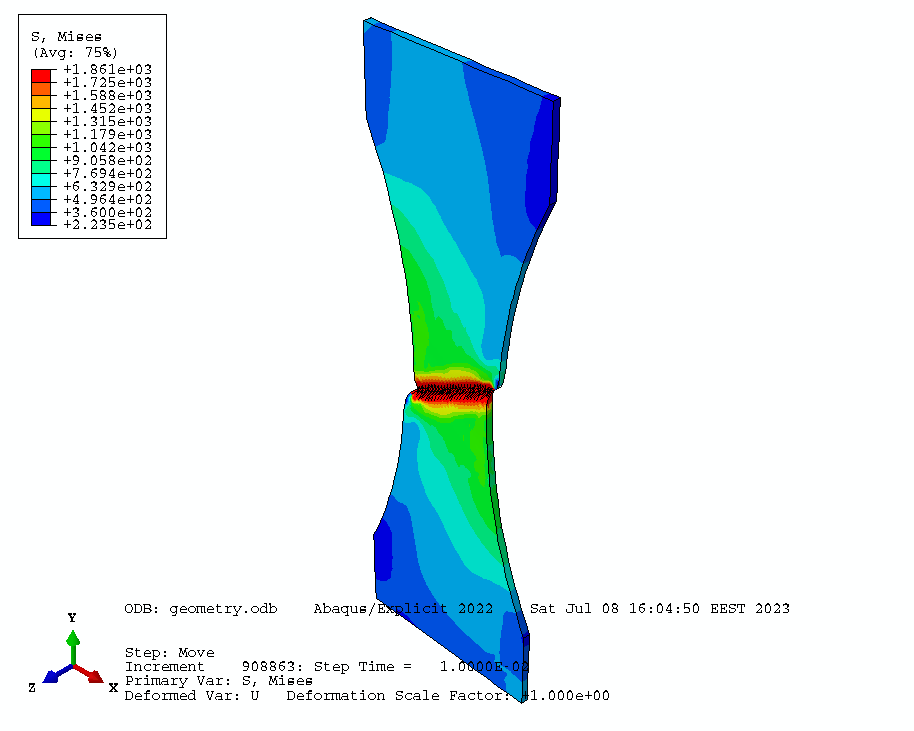 S, Mises
(Avg: 75%)
+1.861e+03
+1.725e+03
+1.588e+03
+1.452e+03
+1.315e+03
+1.179e+03
+1.042e+03
+9.058e+02
+7.694e+02
+6.329e+02
+4.964e+02
+3.600e+02
+2.235e+02
ODB: geometry.odb Abaqus/Explicit 2022 Sat Jul 08 16:04:50 EEST 2023
Y
Z
X
Step: Move
Increment 908863: Step Time = 1.0000E-02
Primary Var: S, Mises
Deformed Var: U Deformation Scale Factor: +1.000e+00